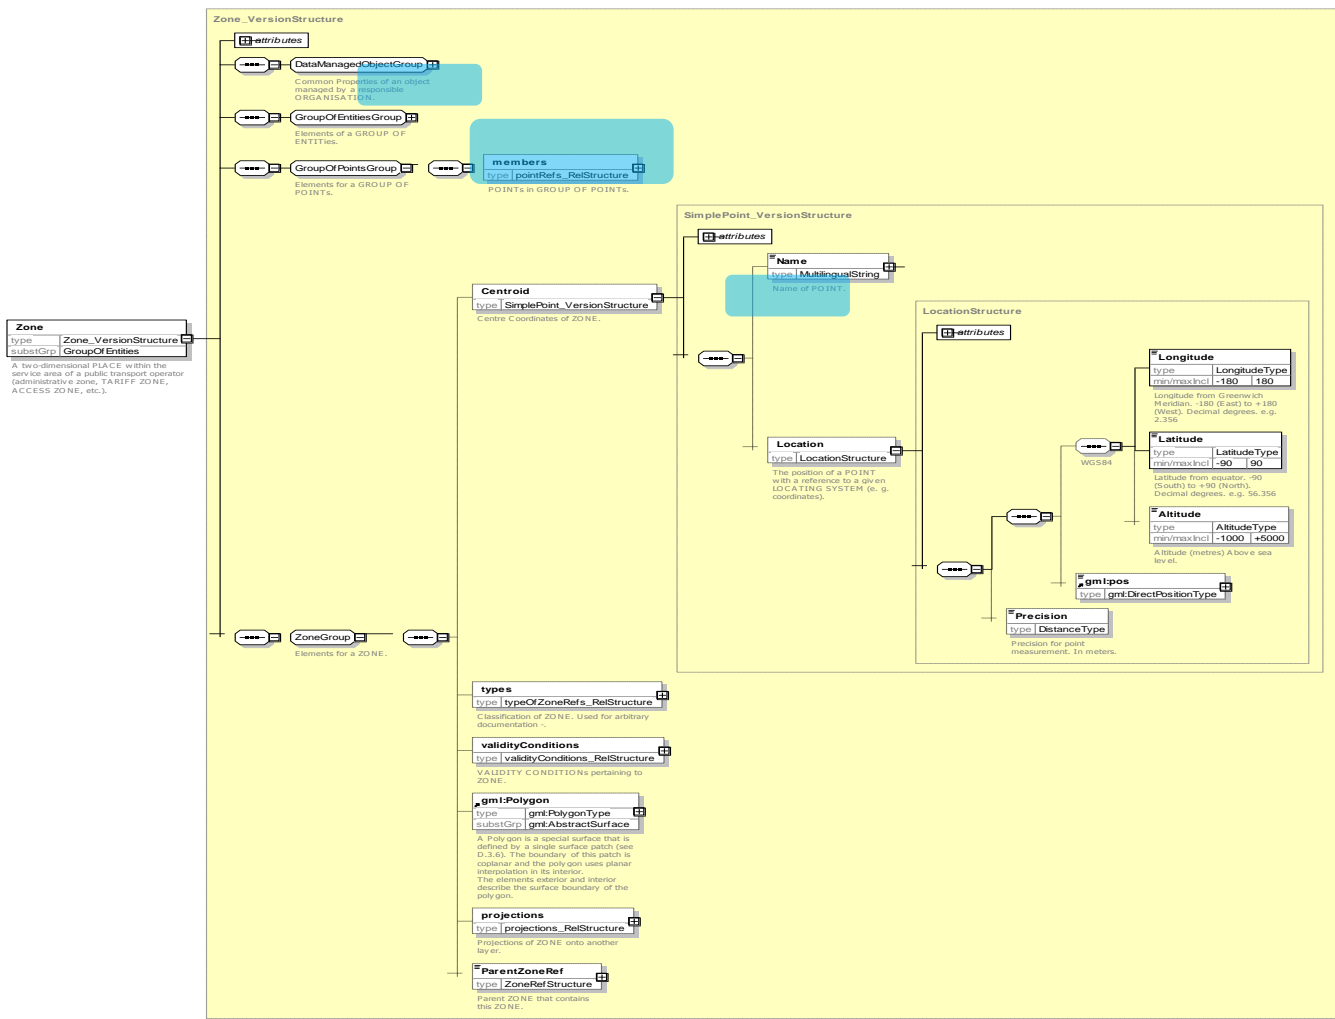 Zone_VersionStructure
attributes
DataManagedObjectGroup
Common Properties of an object
managed by a responsible
ORGANISATION.
GroupOfEntitiesGroup
Elements of a GROUP OF
ENTITies.
GroupOfPointsGroup
Elements for a GROUP OF
POINTs.
members
type pointRefs_RelStructure
POINTs in GROUP OF POINTs.
Zone
type Zone_VersionStructure
substGrp GroupOfEntities
A two-dimensional PLACE within the
service area of a public transport operator
(administrative zone, TARIFF ZONE,
ACCESS ZONE, etc.).
SimplePoint_VersionStructure
attributes
Name
type MultilingualString
Name of POINT.
Centroid
type SimplePoint_VersionStructure
Centre Coordinates of ZONE.
LocationStructure
attributes
Location
type LocationStructure
The position of a POINT
with a reference to a given
LOCATING SYSTEM (e. g.
coordinates).
Longitude
type LongitudeType
min/maxIncl -180 180
Longitude from Greenwich
Meridian. -180 (East) to +180
(West). Decimal degrees. e.g.
2.356
WGS84
Latitude
type LatitudeType
min/maxIncl -90 90
Latitude from equator. -90
(South) to +90 (North).
Decimal degrees. e.g. 56.356
Altitude
type AltitudeType
min/maxIncl -1000 +5000
Altitude (metres) Above sea
level.
gml:pos
type gml:DirectPositionType
Precision
type DistanceType
Precision for point
measurement. In meters.
ZoneGroup
Elements for a ZONE.
types
type typeOfZoneRefs_RelStructure
Classification of ZONE. Used for arbitrary
documentation -.
validityConditions
type validityConditions_RelStructure
VALIDITY CONDITIONs pertaining to
ZONE.
gml:Polygon
type gml:PolygonType
substGrp gml:AbstractSurface
A Polygon is a special surface that is
defined by a single surface patch (see
D.3.6). The boundary of this patch is
coplanar and the polygon uses planar
interpolation in its interior.
The elements exterior and interior
describe the surface boundary of the
polygon.
projections
type projections_RelStructure
Projections of ZONE onto another
layer.
ParentZoneRef
type ZoneRefStructure
Parent ZONE that contains
this ZONE.